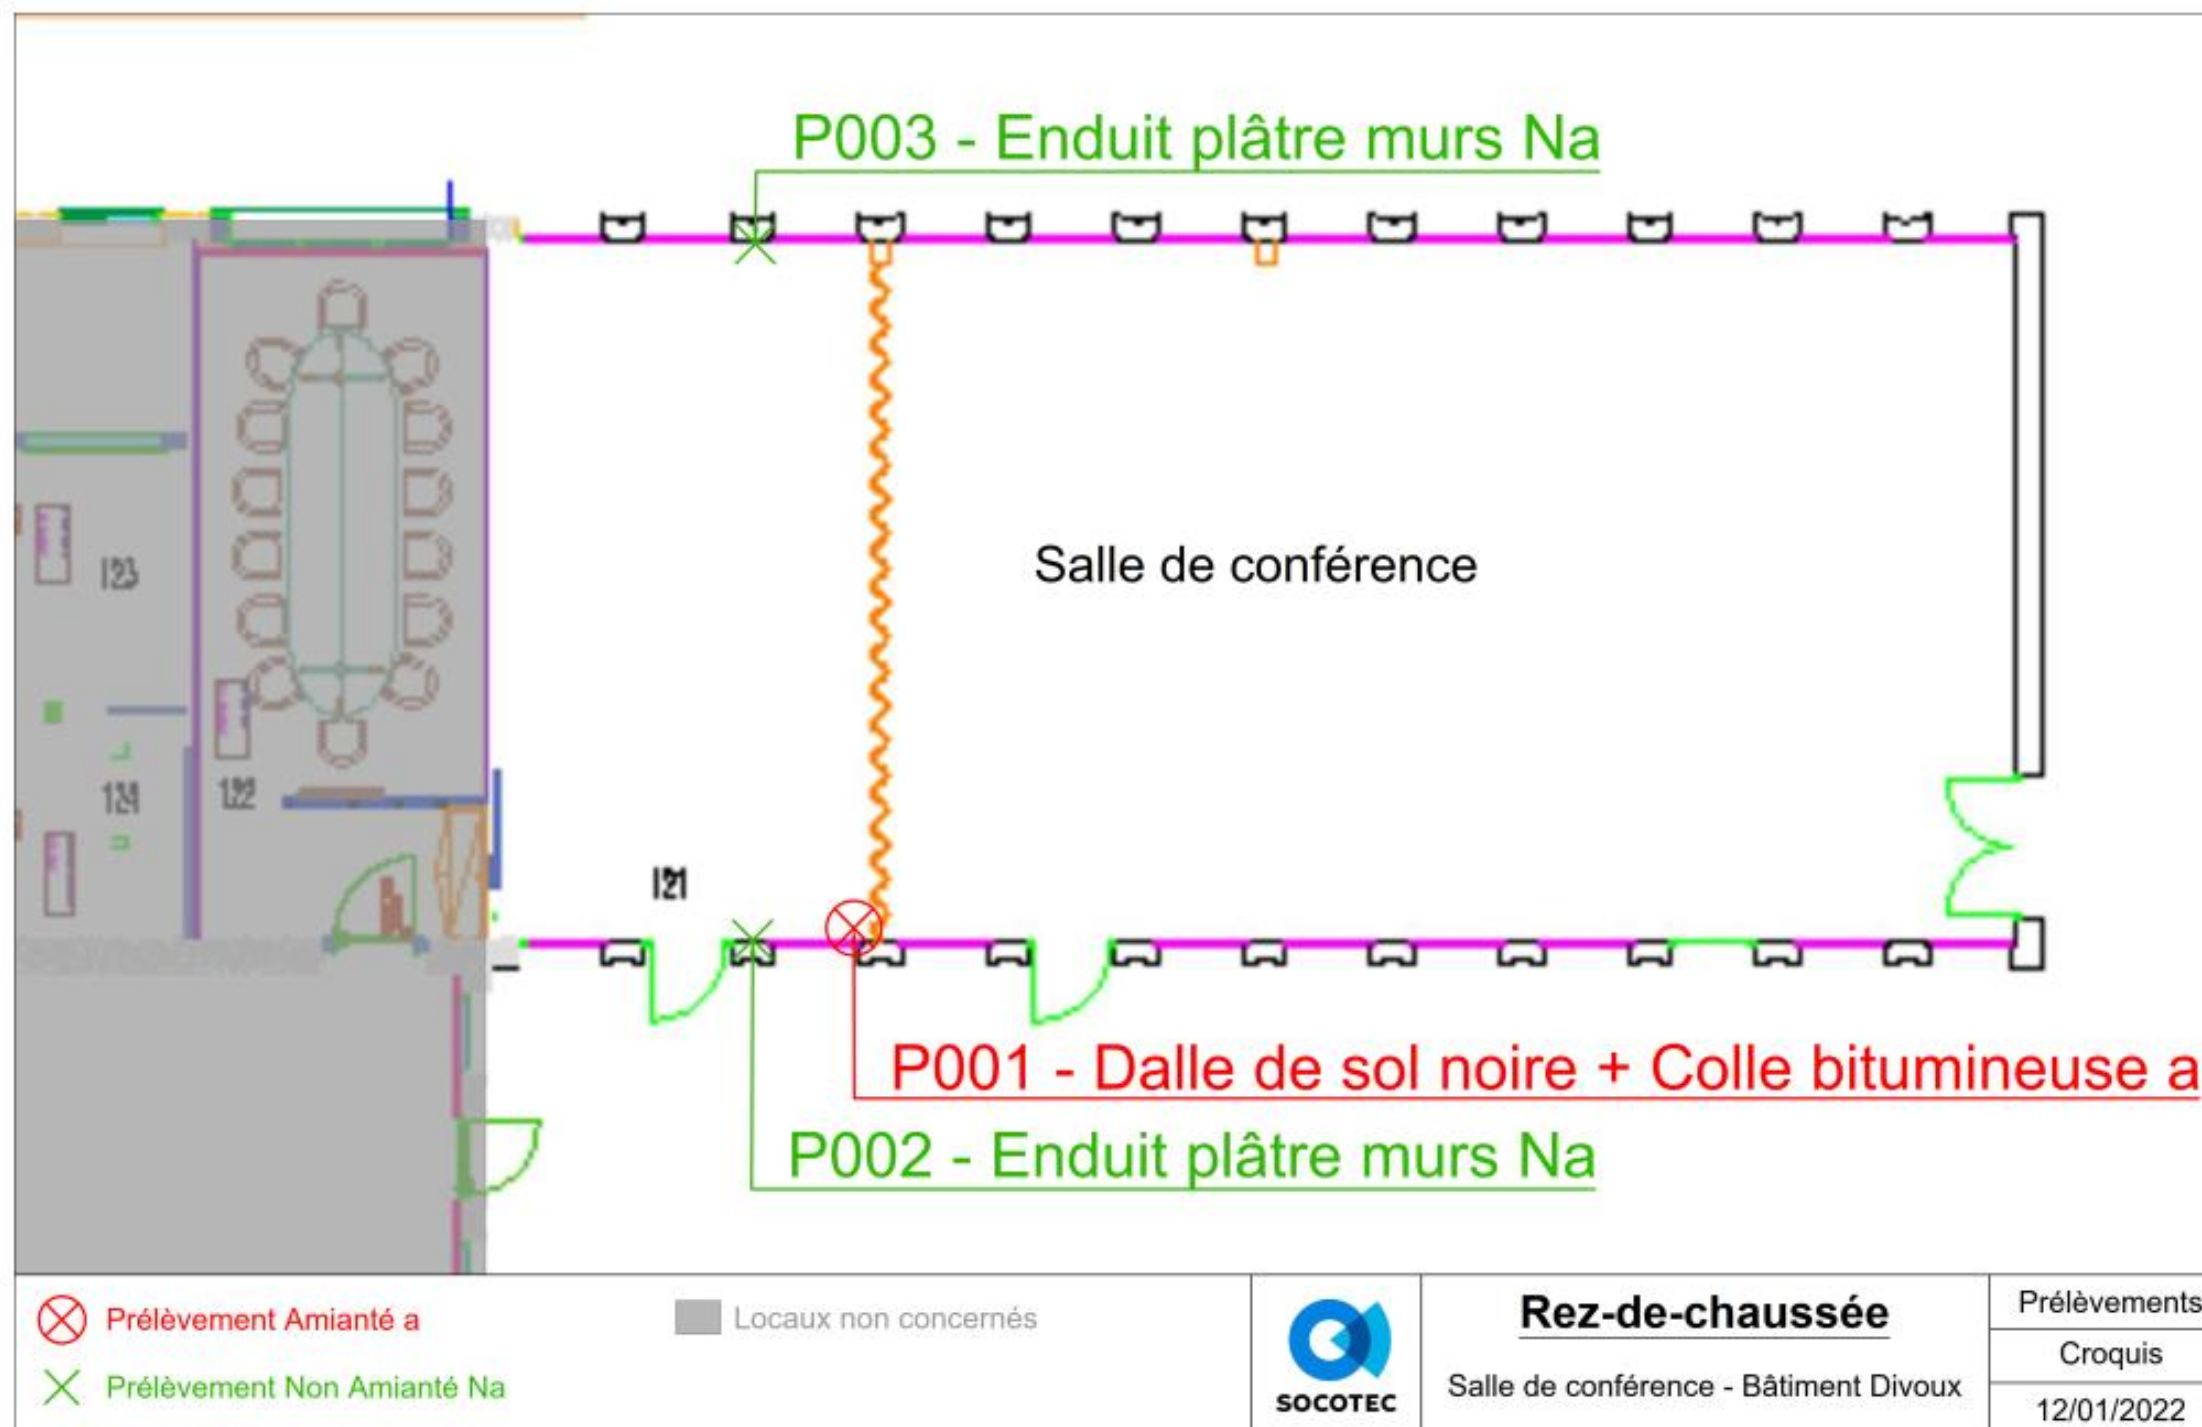 P003 - Enduit plâtre murs Na
Salle de conférence
123
124
122
121
P001 - Dalle de sol noire + Colle bitumineuse a
P002 - Enduit plâtre murs Na
Prélèvement Amianté a
Prélèvement Non Amianté Na
Locaux non concernés
SOCOTEC
Rez-de-chaussée
Salle de conférence - Bâtiment Divoux
Prélèvements
Croquis
12/01/2022